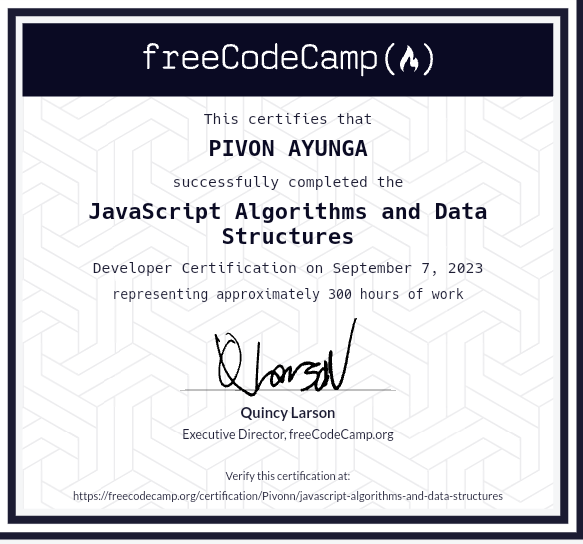 freeCodeCamp(🔥)
This certifies that
PIVON AYUNGA
successfully completed the
JavaScript Algorithms and Data
Structures
Developer Certification on September 7, 2023
representing approximately 300 hours of work
QLarson
Quincy Larson
Executive Director, freeCodeCamp.org
Verify this certification at:
https://freecodecamp.org/certification/Pivonn/javascript-algorithms-and-data-structures